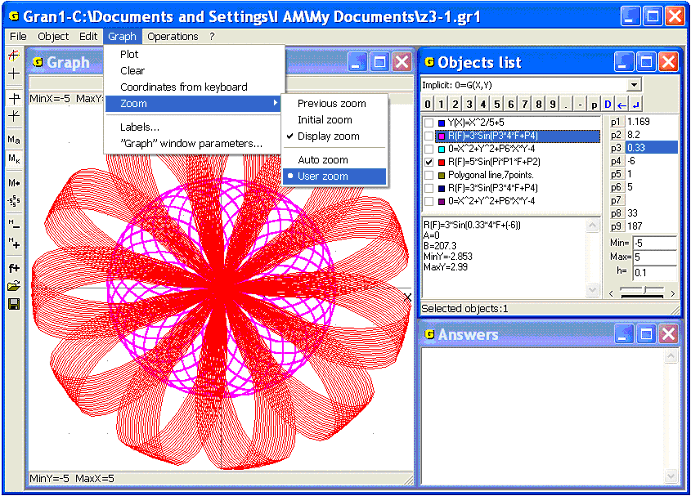 Gran1-C:\Documents and Settings\I AM\My Documents\z3-1.gr1
File Object Edit Graph Operations ?
Graph
MinX=-5 MaxY=
Plot
Clear
Coordinates from keyboard
Zoom
Labels...
"Graph" window parameters...
Previous zoom
Initial zoom
Display zoom
Auto zoom
User zoom
X
MinY=-5 MaxX=5
Objects list
Implicit: 0=G(X,Y)
0 1 2 3 4 5 6 7 8 9 . - p D
Y(X)=X^2/5+5
R(F)=3*Sin(P3*4*F+P4)
0=X^2+Y^2+P6*X*Y-4
R(F)=5*Sin(Pi*P1*F+P2)
Polygonal line,7points.
R(F)=3*Sin(P3*4*F+P4)
0=X^2+Y^2+P6*X*Y-4
p1 1.169
p2 8.2
p3 0.33
p4 -6
p5 1
p6 5
p7
p8 33
p9 187
R(F)=3*Sin(0.33*4*F+(-6))
A=0
B=207.3
MinY=-2.853
MaxY=2.99
Min= -5
Max= 5
h= 0.1
< >
Selected objects:1
Answers
Ma
Mк
M+
H-
H+
f+